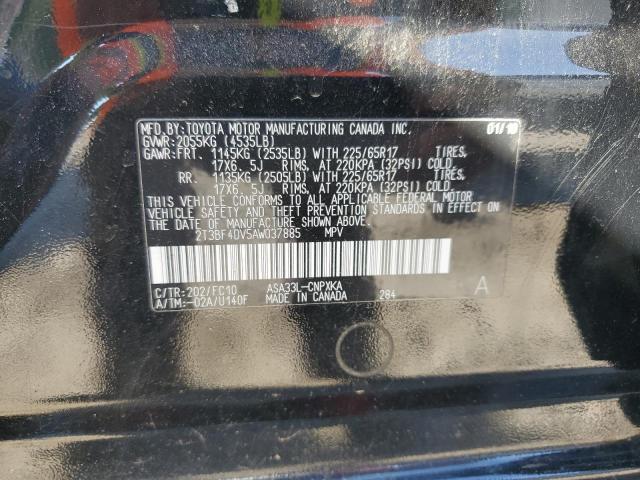 MFD.BY:TOYOTA MOTOR MANUFACTURING CANADA INC. 01/10
GVWR:2055KG (4535LB)
GAWR:FRT. 1145KG (2535LB) WITH 225/65R17 TIRES,
17X6.5J RIMS, AT 220KPA (32PSI) COLD.
RR. 1135KG (2505LB) WITH 225/65R17 TIRES,
17X6.5J RIMS, AT 220KPA (32PSI) COLD.
THIS VEHICLE CONFORMS TO ALL APPLICABLE FEDERAL MOTOR
VEHICLE SAFETY AND THEFT PREVENTION STANDARDS IN EFFECT ON
THE DATE OF MANUFACTURE SHOWN ABOVE.
2T3BF4DV5AW037885 MPV
C/TR:202/FC10 ASA33L-CNPXKA
A/TM:-02A/U140F MADE IN CANADA 284 A